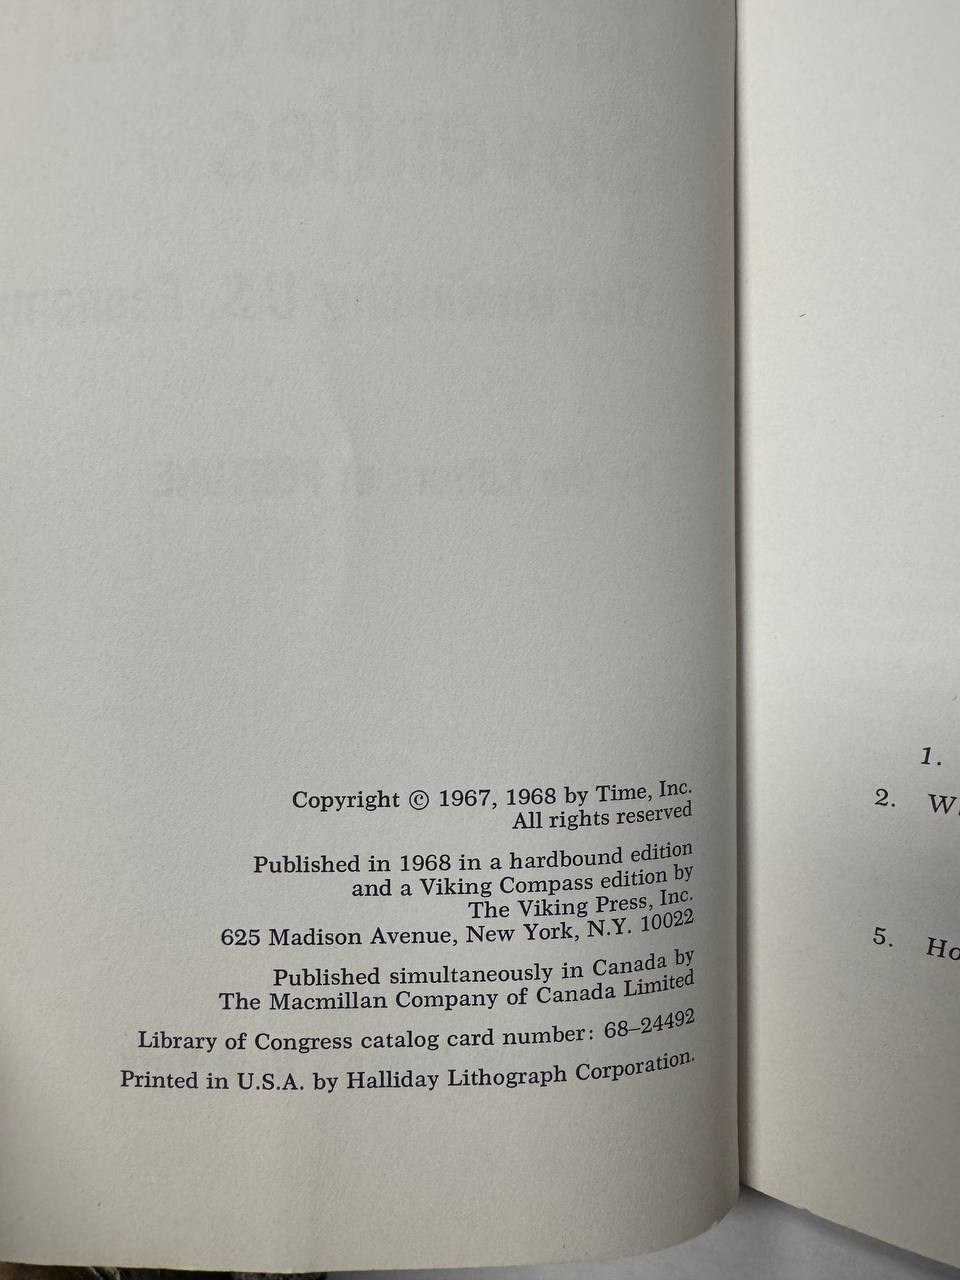 Copyright © 1967, 1968 by Time, Inc.
All rights reserved
Published in 1968 in a hardbound edition
and a Viking Compass edition by
The Viking Press, Inc.
625 Madison Avenue, New York, N.Y. 10022
Published simultaneously in Canada by
The Macmillan Company of Canada Limited
Library of Congress catalog card number: 68–24492
Printed in U.S.A. by Halliday Lithograph Corporation.
1.
2.
5.